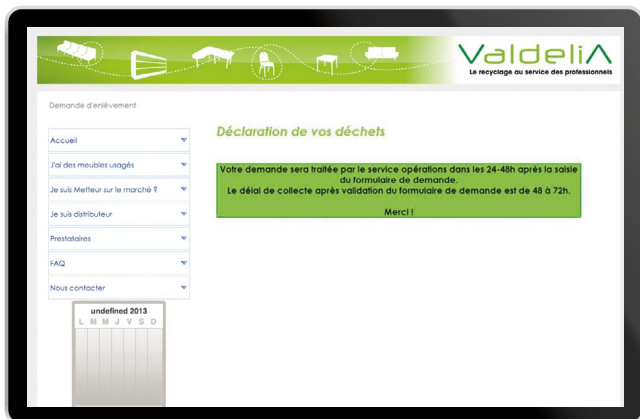 ValdeliA
Le recyclage au service des professionnels
Demande d'enlèvement
Accueil
J'ai des meubles usagés
Je suis Metteur sur le marché ?
Je suis distributeur
Prestataires
FAQ
Nous contacter
Déclaration de vos déchets
Votre demande sera traitée par le service opérations dans les 24-48h après la saisie
du formulaire de demande.
Le délai de collecte après validation du formulaire de demande est de 48 à 72h.
Merci !
undefined 2013
L M M J V S D